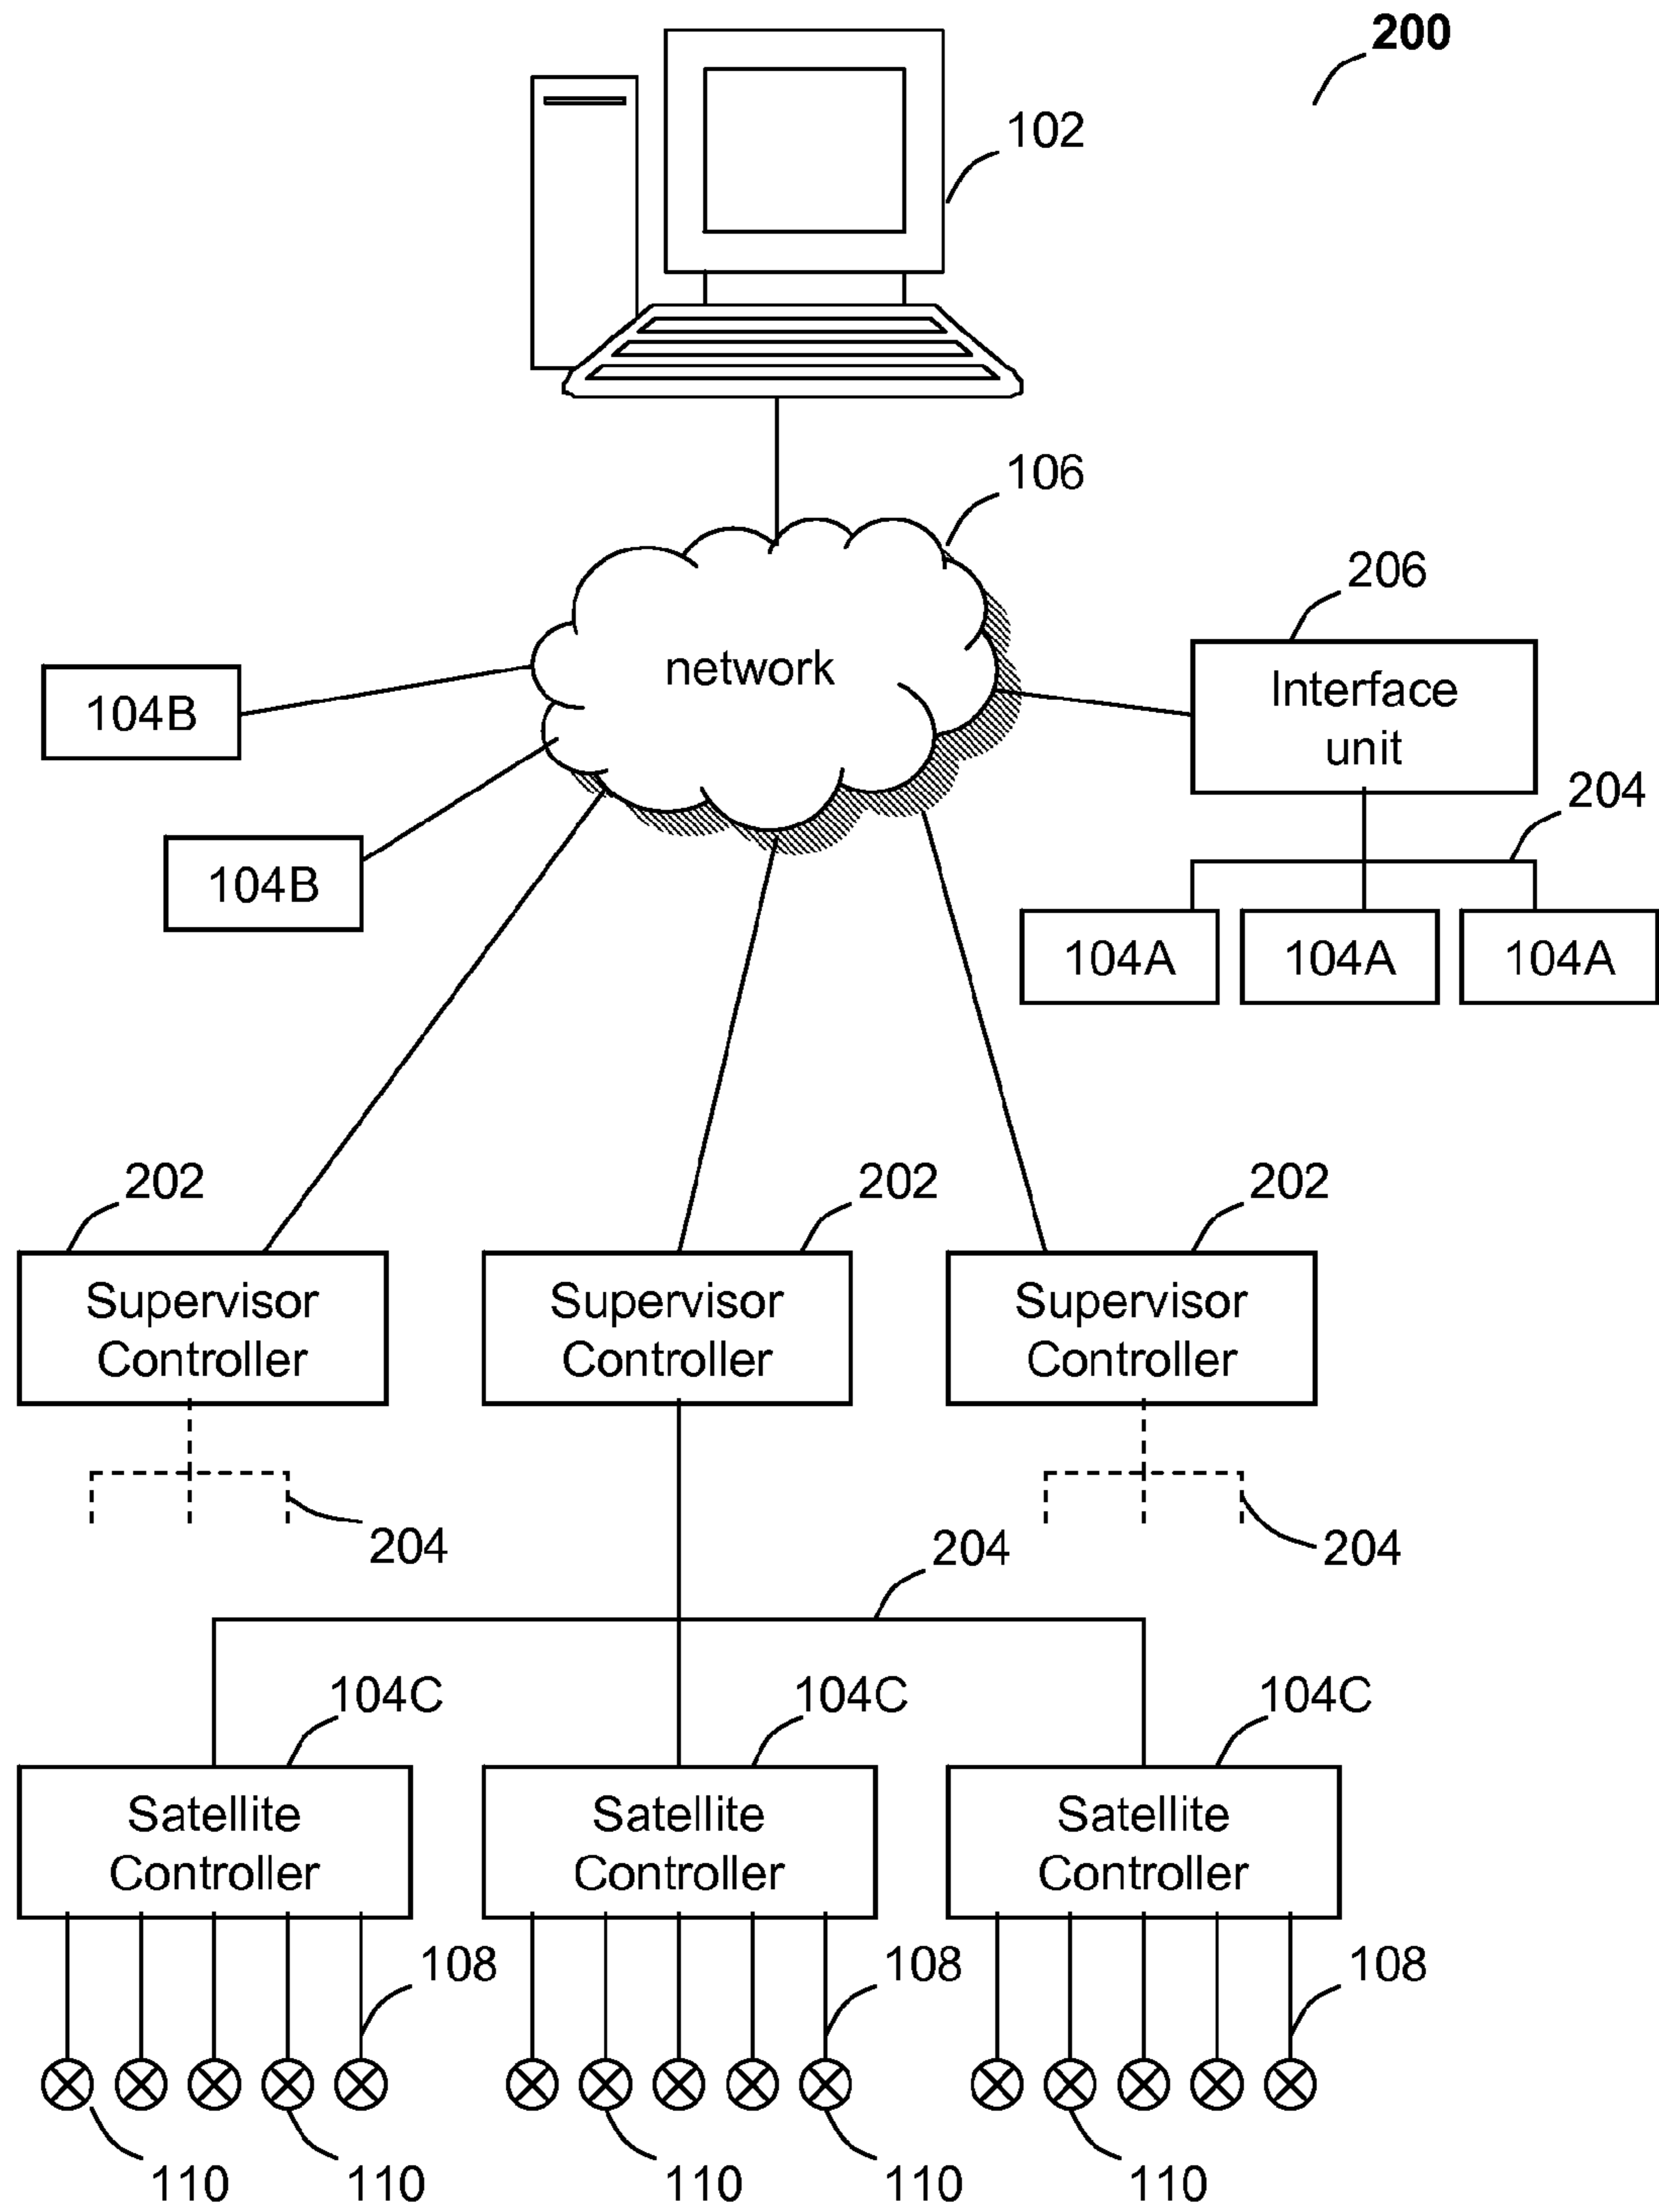 200
102
106
206
network
Interface
unit
104B
204
104B
104A
104A
104A
202
202
202
Supervisor
Controller
Supervisor
Controller
Supervisor
Controller
204
204
204
104C
104C
104C
Satellite
Controller
Satellite
Controller
Satellite
Controller
108
108
108
110
110
110
110
110